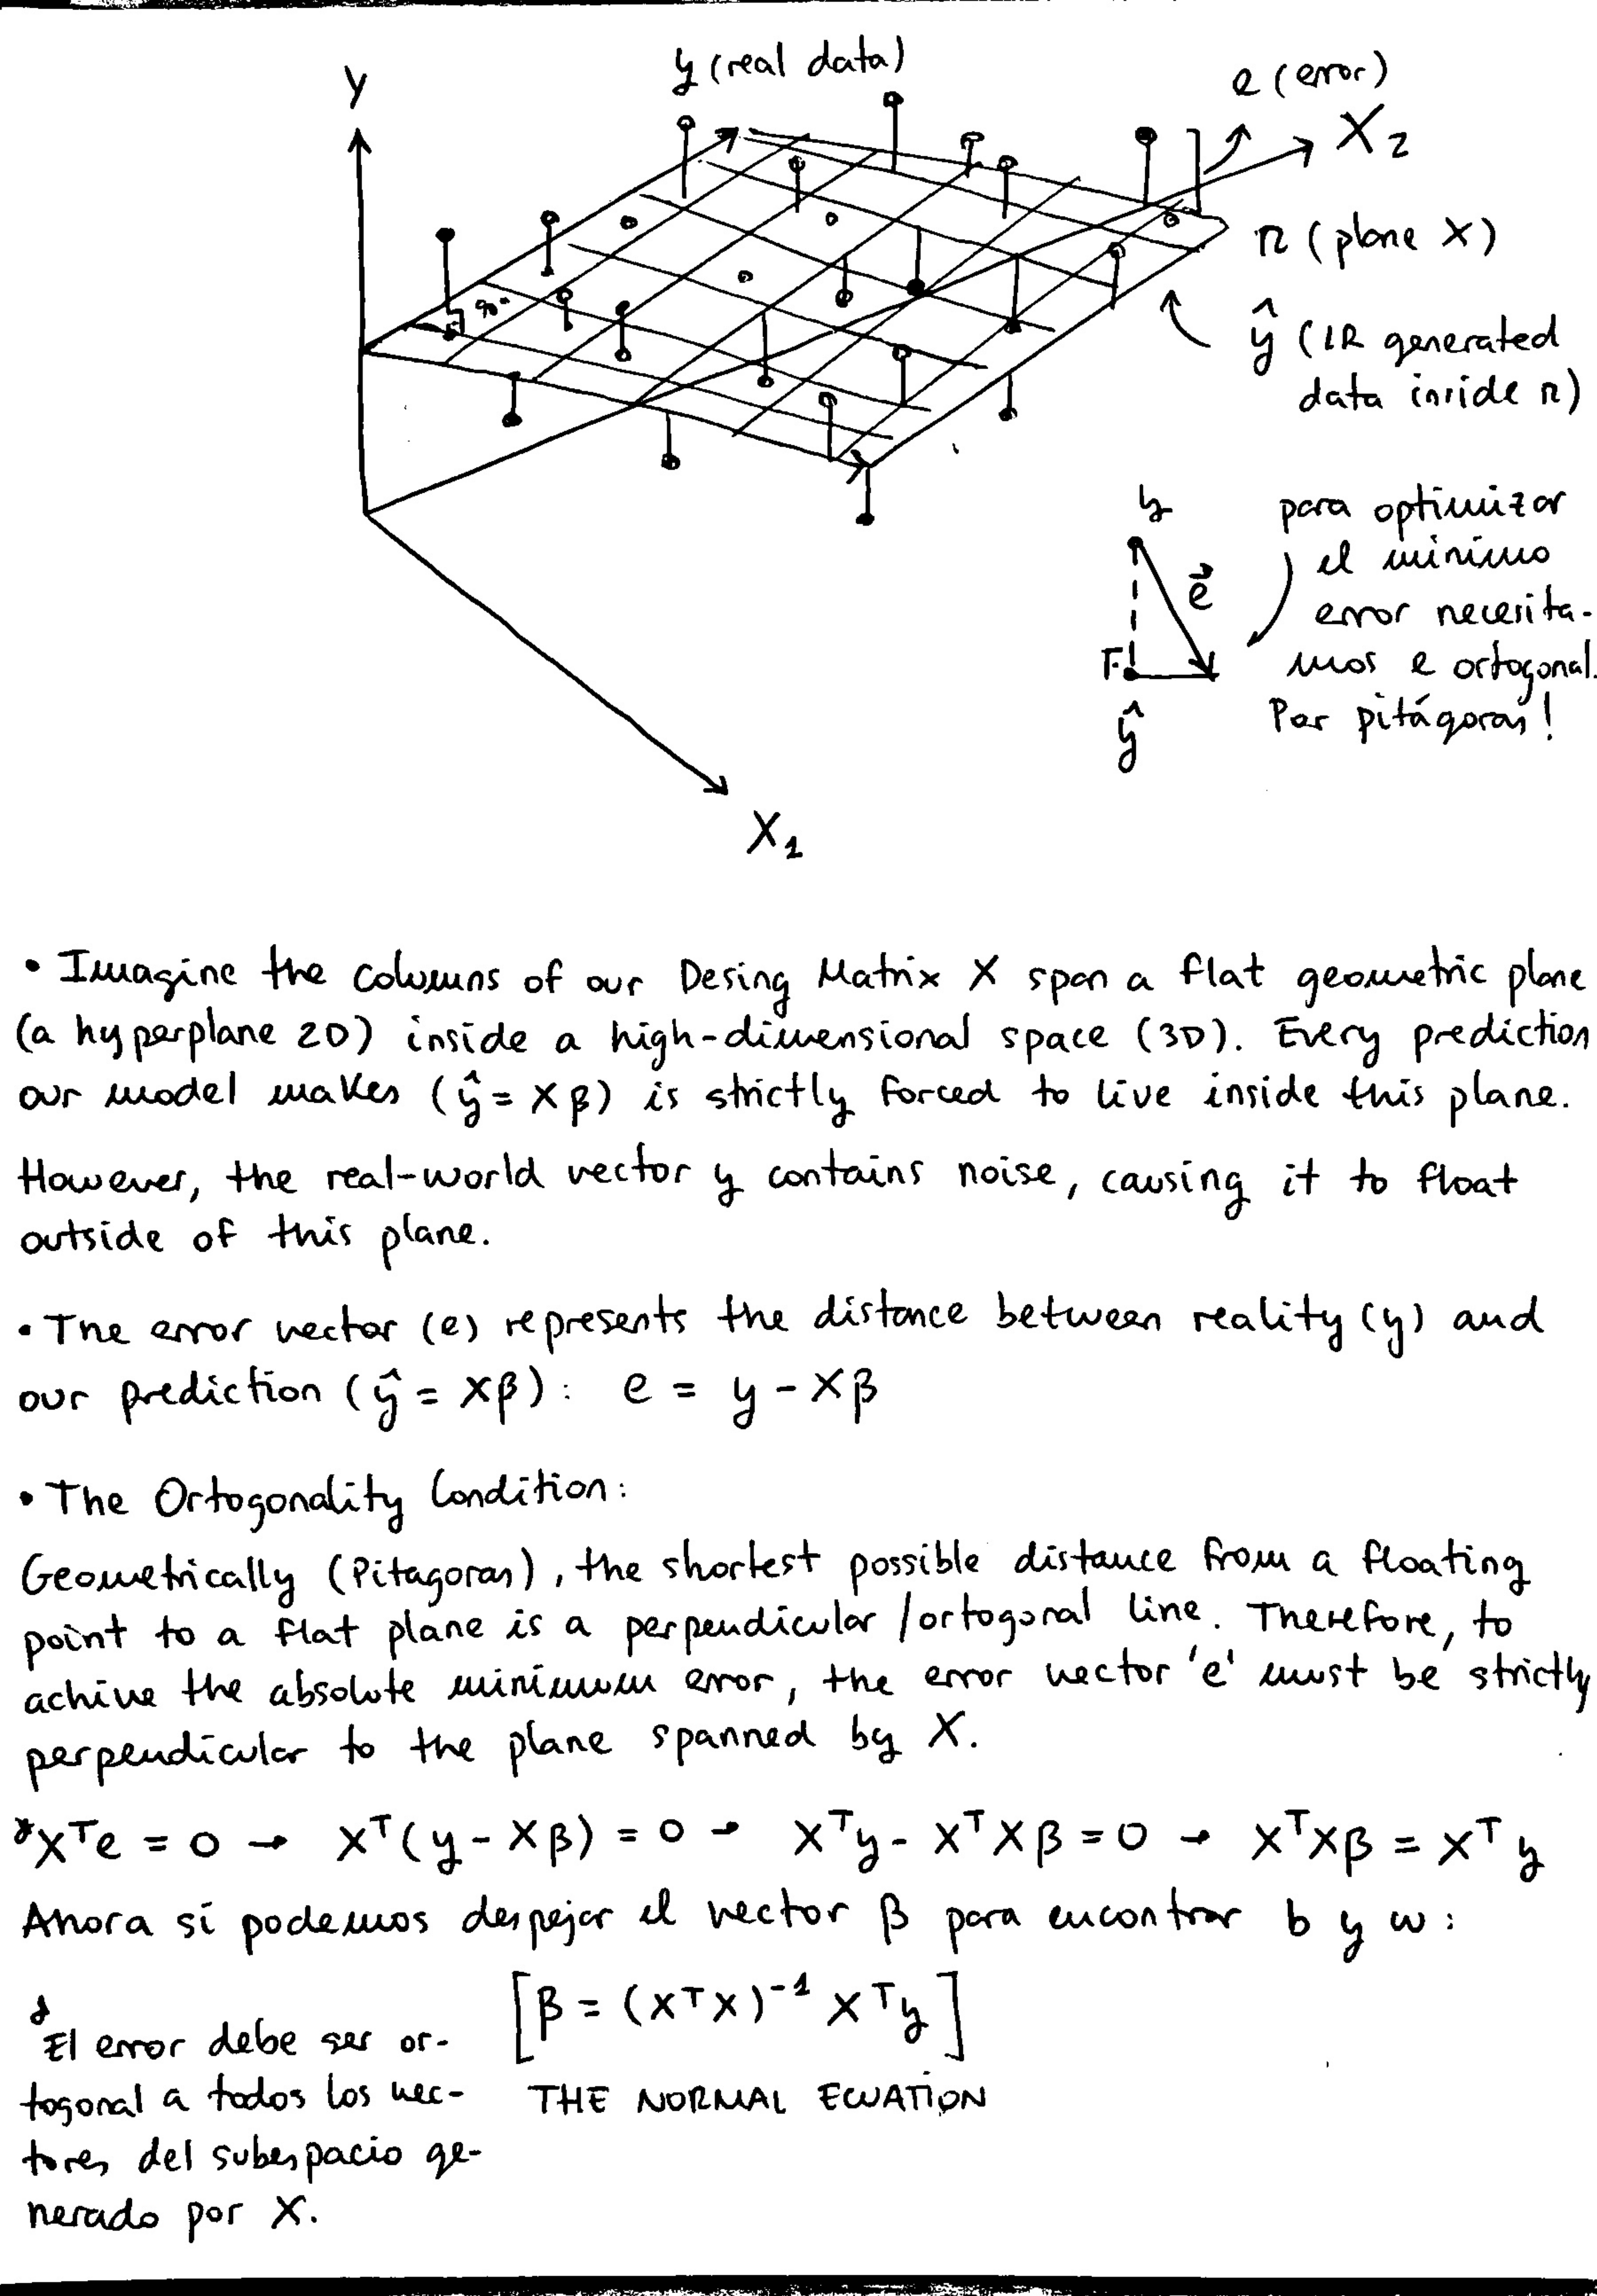 Y
y (real data)
e (error)
X2
π (plane X)
ŷ (LR generated
data inside π)
90°
y
e⃗
ŷ
para optimizar
el mínimo
error necesita-
mos e ortogonal.
Por pitágoras!
X1
• Imagine the columns of our Desing Matrix X span a flat geometric plane
(a hyperplane 2D) inside a high-dimensional space (3D). Every prediction
our model makes (ŷ = Xβ) is strictly forced to live inside this plane.
However, the real-world vector y contains noise, causing it to float
outside of this plane.
• The error vector (e) represents the distance between reality (y) and
our prediction (ŷ = Xβ): e = y - Xβ
• The Ortogonality Condition:
Geometrically (Pitagoras), the shortest possible distance from a floating
point to a flat plane is a perpendicular/ortogoral line. Therefore, to
achive the absolute minimum error, the error vector 'e' must be strictly
perpendicular to the plane spanned by X.
*Xᵀe = 0 → Xᵀ(y - Xβ) = 0 → Xᵀy - XᵀXβ = 0 → XᵀXβ = Xᵀy
Ahora sí podemos despejar el vector β para encontrar b y w:
[β = (XᵀX)⁻¹ Xᵀy]
THE NORMAL EQUATION
*El error debe ser or-
togonal a todos los vec-
tores del subespacio ge-
nerado por X.